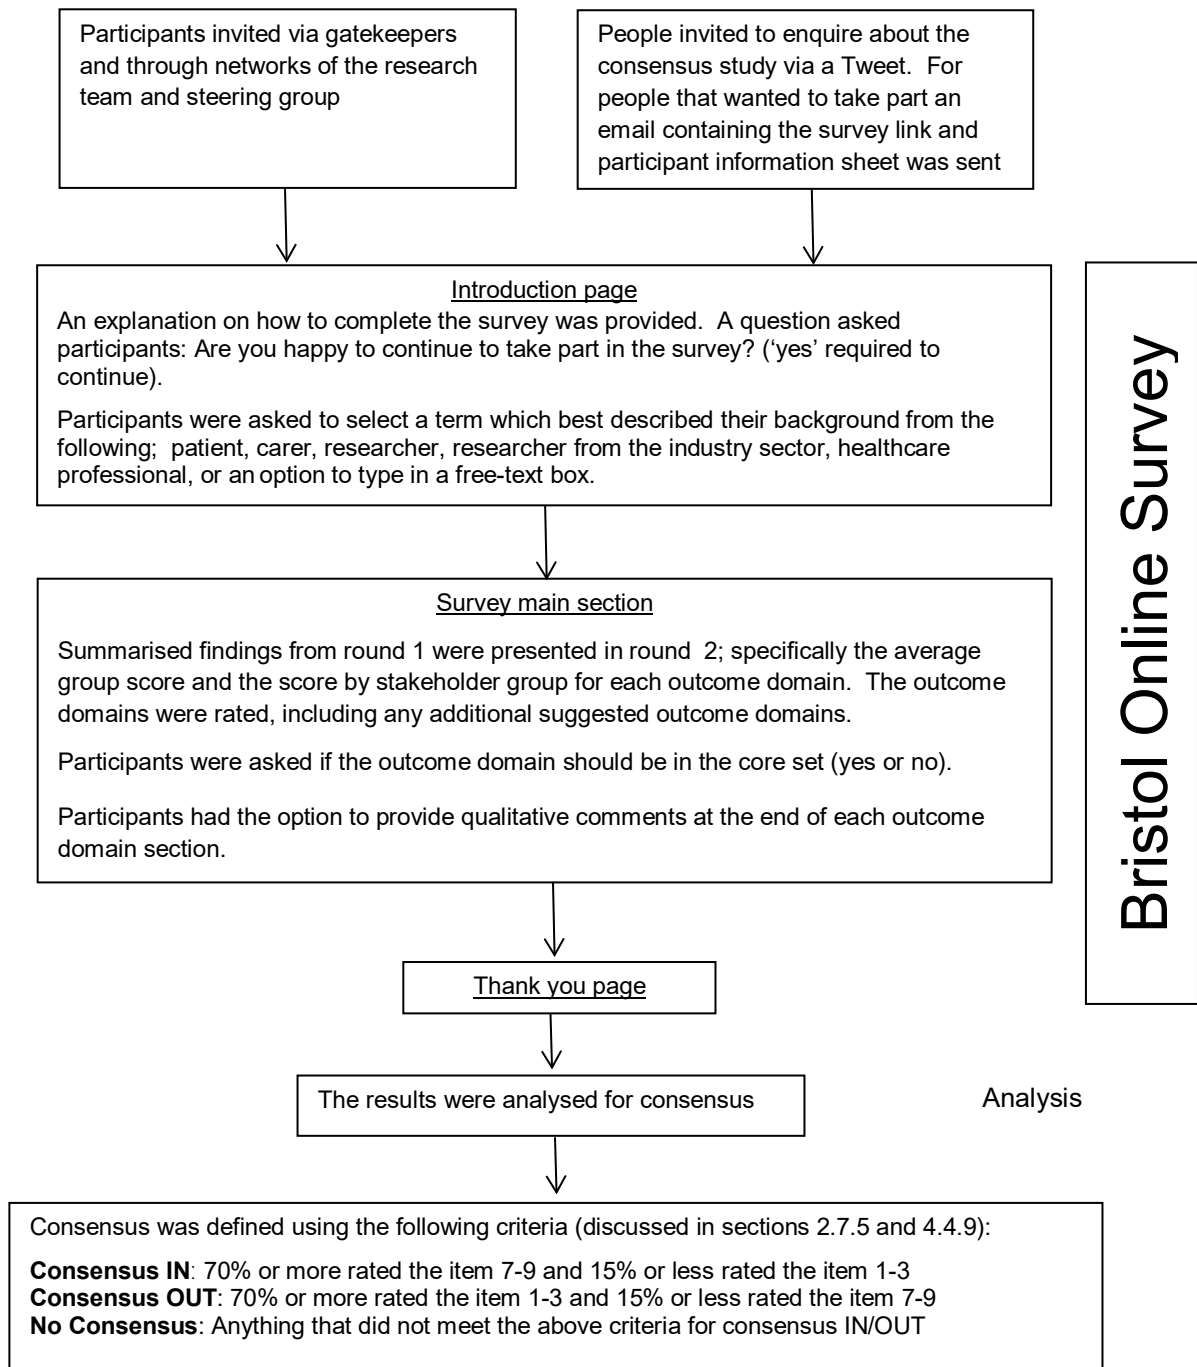 Participants invited via gatekeepers
and through networks of the research
team and steering group
People invited to enquire about the
consensus study via a Tweet.  For
people that wanted to take part an
email containing the survey link and
participant information sheet was sent
Introduction page
An explanation on how to complete the survey was provided.  A question asked
participants: Are you happy to continue to take part in the survey? (‘yes’ required to
continue).
Participants were asked to select a term which best described their background from the
following;  patient, carer, researcher, researcher from the industry sector, healthcare
professional, or an option to type in a free-text box.
Bristol Online Survey
Survey main section
Summarised findings from round 1 were presented in round  2; specifically the average
group score and the score by stakeholder group for each outcome domain.  The outcome
domains were rated, including any additional suggested outcome domains.
Participants were asked if the outcome domain should be in the core set (yes or no).
Participants had the option to provide qualitative comments at the end of each outcome
domain section.
Thank you page
The results were analysed for consensus
Analysis
Consensus was defined using the following criteria (discussed in sections 2.7.5 and 4.4.9):
Consensus IN: 70% or more rated the item 7-9 and 15% or less rated the item 1-3
Consensus OUT: 70% or more rated the item 1-3 and 15% or less rated the item 7-9
No Consensus: Anything that did not meet the above criteria for consensus IN/OUT